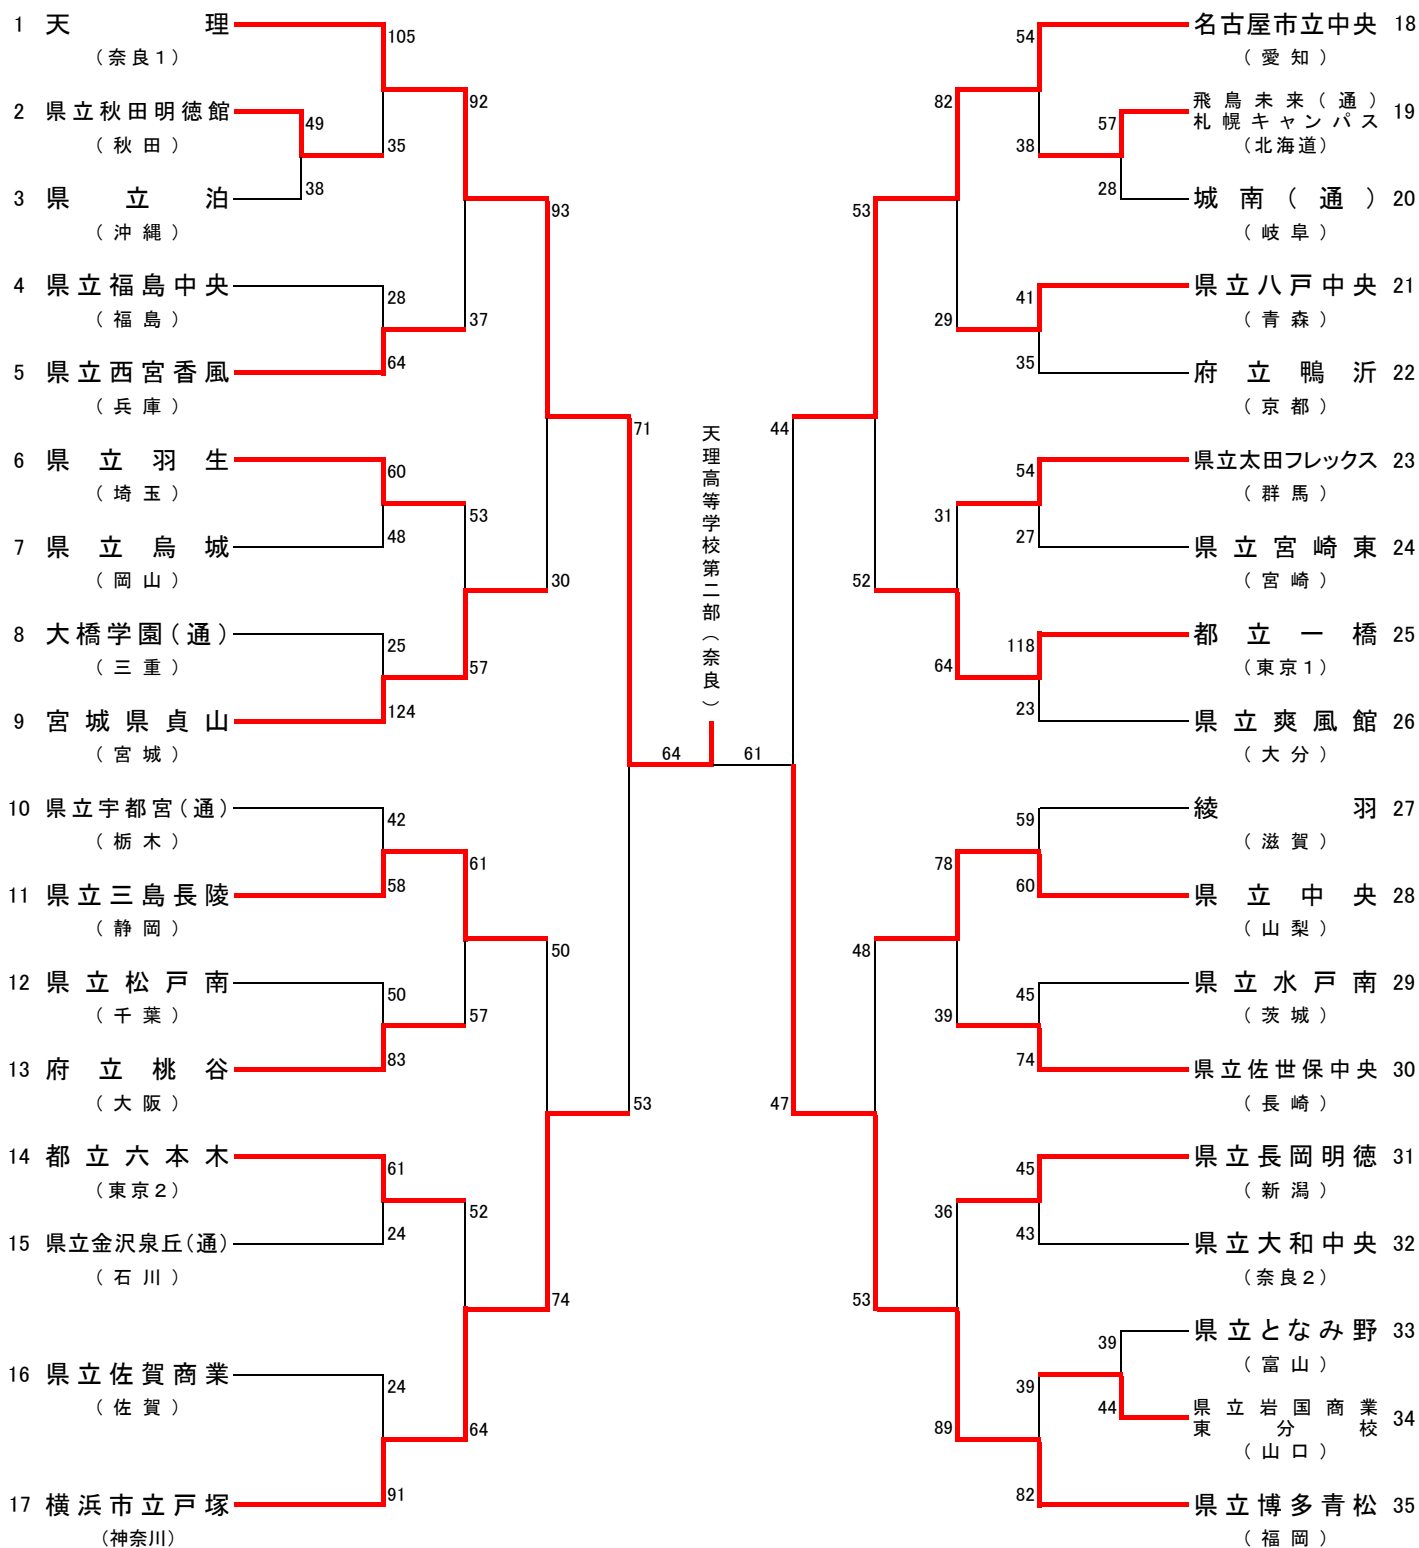 1 天理
(奈良1)
2 県立秋田明徳館
(秋田)
3 県立泊
(沖縄)
4 県立福島中央
(福島)
5 県立西宮香風
(兵庫)
6 県立羽生
(埼玉)
7 県立烏城
(岡山)
8 大橋学園(通)
(三重)
9 宮城県貞山
(宮城)
10 県立宇都宮(通)
(栃木)
11 県立三島長陵
(静岡)
12 県立松戸南
(千葉)
13 府立桃谷
(大阪)
14 都立六本木
(東京2)
15 県立金沢泉丘(通)
(石川)
16 県立佐賀商業
(佐賀)
17 横浜市立戸塚
(神奈川)
105
35
49
38
28
64
60
48
25
124
42
58
50
83
61
24
24
91
92
37
53
57
61
57
52
64
93
30
50
74
71
53
64
天理高等学校第二部(奈良)
61
44
47
53
52
48
53
82
29
31
64
78
39
36
89
54
38
57
28
41
35
54
27
118
23
59
60
45
74
45
43
39
44
39
82
名古屋市立中央 18
(愛知)
飛鳥未来(通)
札幌キャンパス 19
(北海道)
城南(通) 20
(岐阜)
県立八戸中央 21
(青森)
府立鴨沂 22
(京都)
県立太田フレックス 23
(群馬)
県立宮崎東 24
(宮崎)
都立一橋 25
(東京1)
県立爽風館 26
(大分)
綾羽 27
(滋賀)
県立中央 28
(山梨)
県立水戸南 29
(茨城)
県立佐世保中央 30
(長崎)
県立長岡明徳 31
(新潟)
県立大和中央 32
(奈良2)
県立となみ野 33
(富山)
県立岩国商業
東分校 34
(山口)
県立博多青松 35
(福岡)